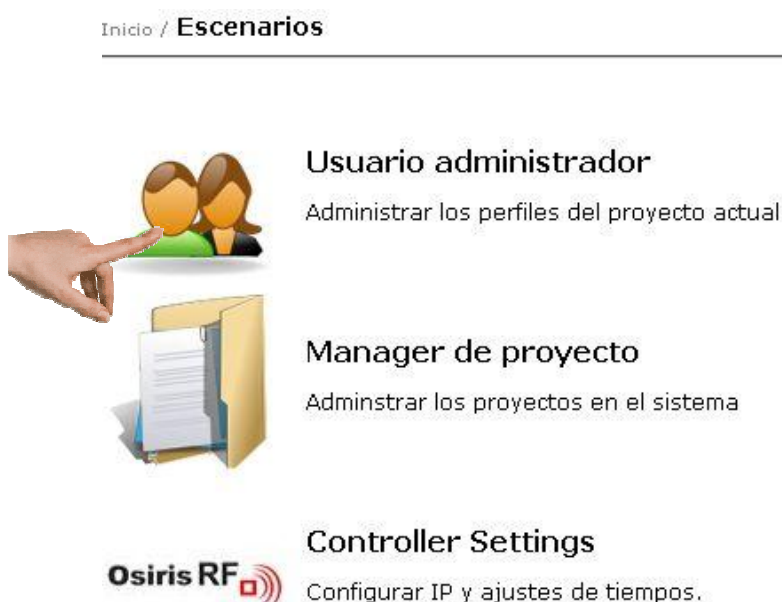 Inicio / Escenarios
Usuario administrador
Administrar los perfiles del proyecto actual
Manager de proyecto
Adminstrar los proyectos en el sistema
Controller Settings
Osiris RF
Configurar IP y ajustes de tiempos.